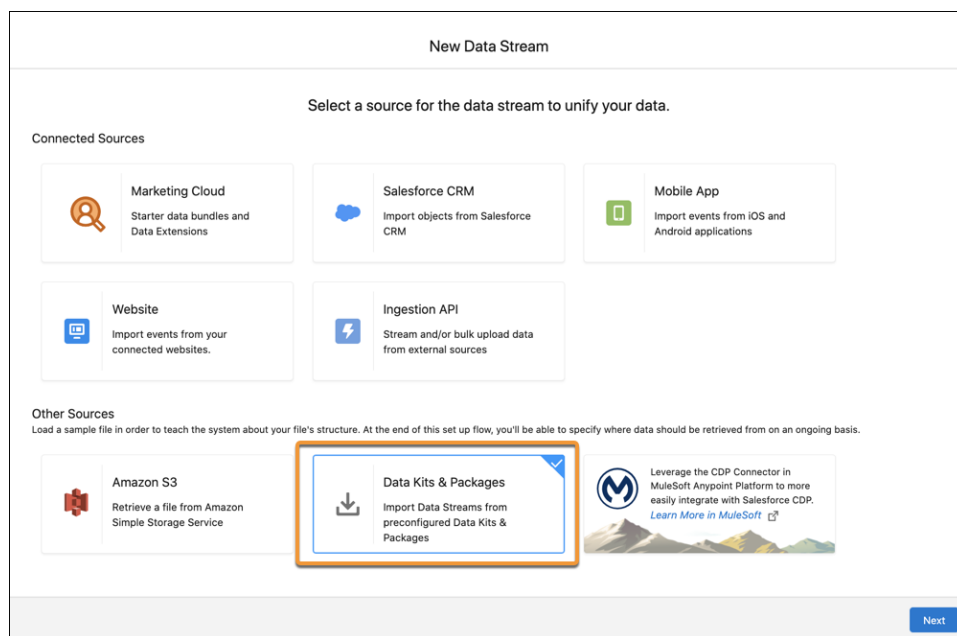 New Data Stream
Select a source for the data stream to unify your data.
Connected Sources
Marketing Cloud
Starter data bundles and
Data Extensions
Salesforce CRM
Import objects from Salesforce
CRM
Mobile App
Import events from iOS and
Android applications
Website
Import events from your
connected websites.
Ingestion API
Stream and/or bulk upload data
from external sources
Other Sources
Load a sample file in order to teach the system about your file's structure. At the end of this set up flow, you'll be able to specify where data should be retrieved from on an ongoing basis.
Amazon S3
Retrieve a file from Amazon
Simple Storage Service
Data Kits & Packages
Import Data Streams from
preconfigured Data Kits &
Packages
Leverage the CDP Connector in
MuleSoft Anypoint Platform to more
easily integrate with Salesforce CDP.
Learn More in MuleSoft
Next